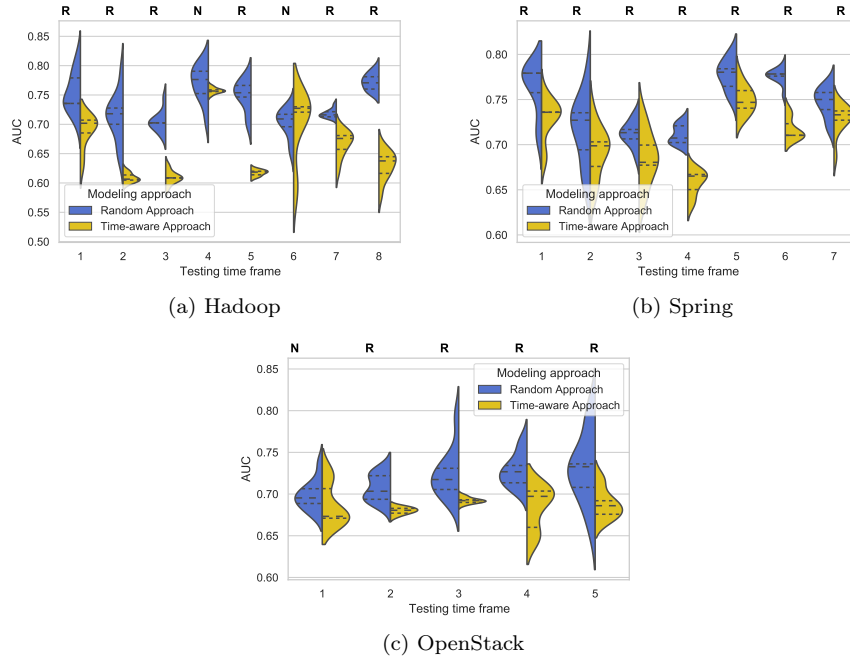 R R R N R N R R
AUC
0.85
0.80
0.75
0.70
0.65
0.60
0.55
0.50
Modeling approach
Random Approach
Time-aware Approach
1 2 3 4 5 6 7 8
Testing time frame
(a) Hadoop
R R R R R R R
AUC
0.80
0.75
0.70
0.65
0.60
Modeling approach
Random Approach
Time-aware Approach
1 2 3 4 5 6 7
Testing time frame
(b) Spring
N R R R R
AUC
0.85
0.80
0.75
0.70
0.65
0.60
Modeling approach
Random Approach
Time-aware Approach
1 2 3 4 5
Testing time frame
(c) OpenStack